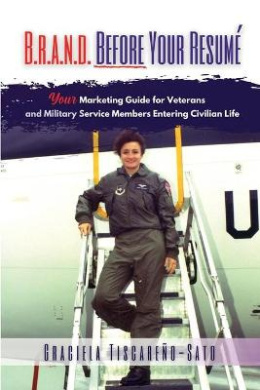 B.R.A.N.D. BEFORE YOUR RESUMÉ
Your Marketing Guide for Veterans
and Military Service Members Entering Civilian Life
U
GRACIELA TISCAREÑO-SATO